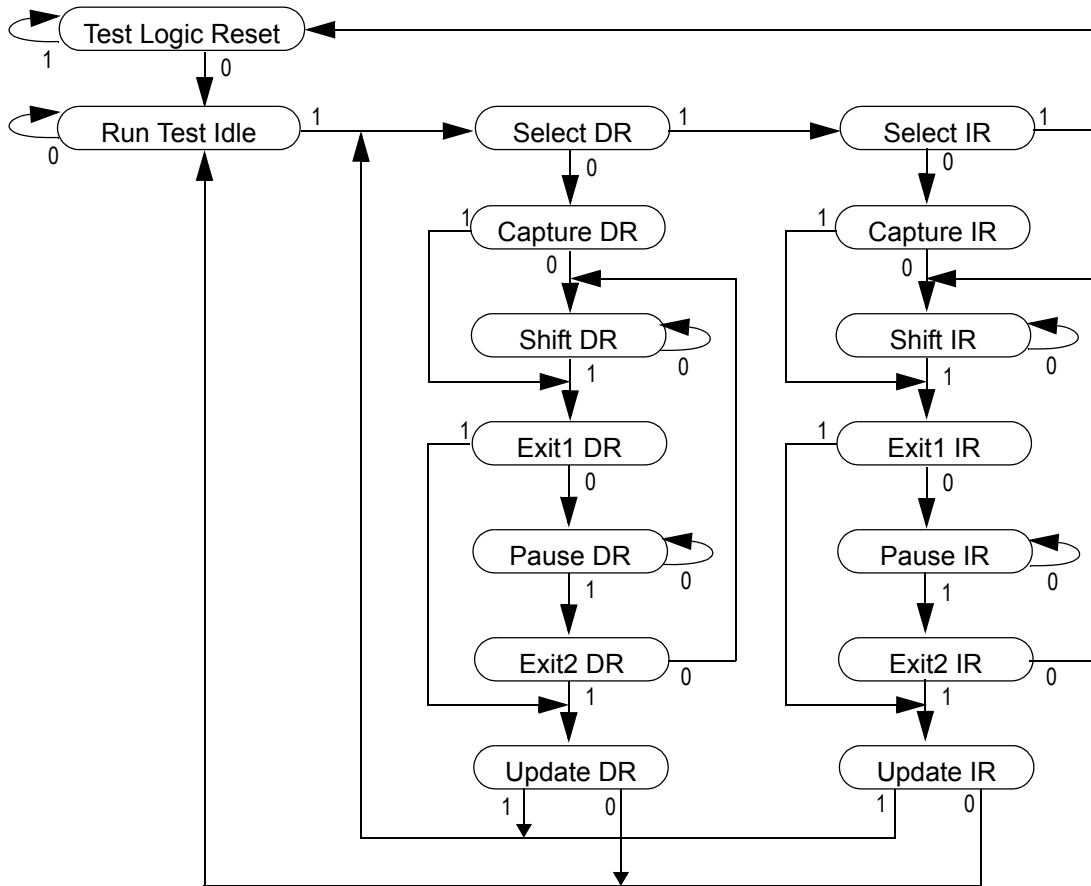 Test Logic Reset
1
0
Run Test Idle
1
Select DR
1
Select IR
1
0
0
0
1
Capture DR
1
Capture IR
0
0
Shift DR
Shift IR
1
0
1
0
1
Exit1 DR
1
Exit1 IR
0
0
Pause DR
Pause IR
1
0
1
0
Exit2 DR
0
Exit2 IR
0
1
1
Update DR
Update IR
1
0
1
0